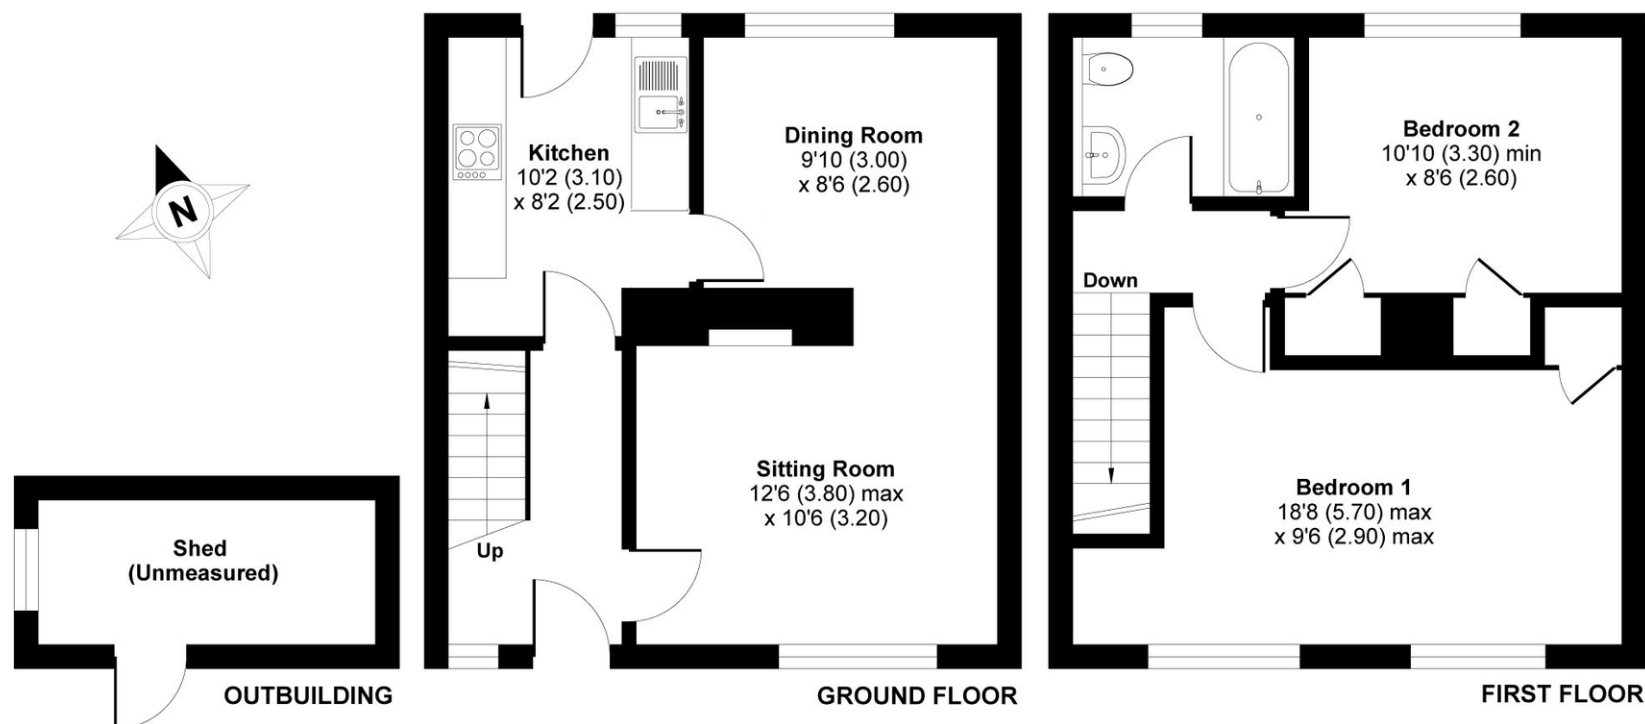 N
Shed
(Unmeasured)
OUTBUILDING
Kitchen
10'2 (3.10)
x 8'2 (2.50)
Dining Room
9'10 (3.00)
x 8'6 (2.60)
Sitting Room
12'6 (3.80) max
x 10'6 (3.20)
Up
GROUND FLOOR
Bedroom 2
10'10 (3.30) min
x 8'6 (2.60)
Down
Bedroom 1
18'8 (5.70) max
x 9'6 (2.90) max
FIRST FLOOR